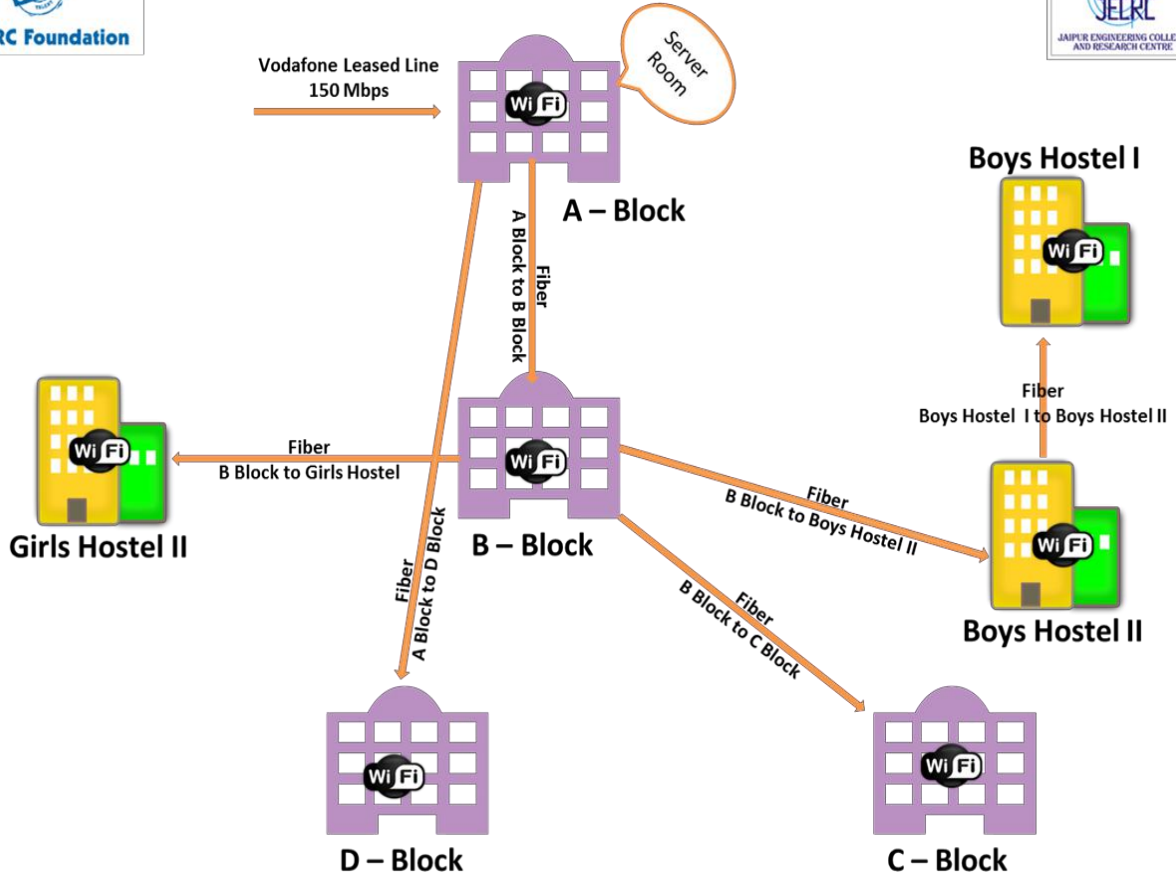 RC Foundation
JECRC
JAIPUR ENGINEERING COLLE
AND RESEARCH CENTRE
Vodafone Leased Line
150 Mbps
Server
Room
Wi Fi
A – Block
Boys Hostel I
Wi Fi
Fiber
A Block to B Block
Fiber
Boys Hostel I to Boys Hostel II
Wi Fi
Girls Hostel II
Fiber
B Block to Girls Hostel
Wi Fi
B – Block
Fiber
B Block to Boys Hostel II
Wi Fi
Boys Hostel II
Fiber
A Block to D Block
Fiber
B Block to C Block
Wi Fi
D – Block
Wi Fi
C – Block